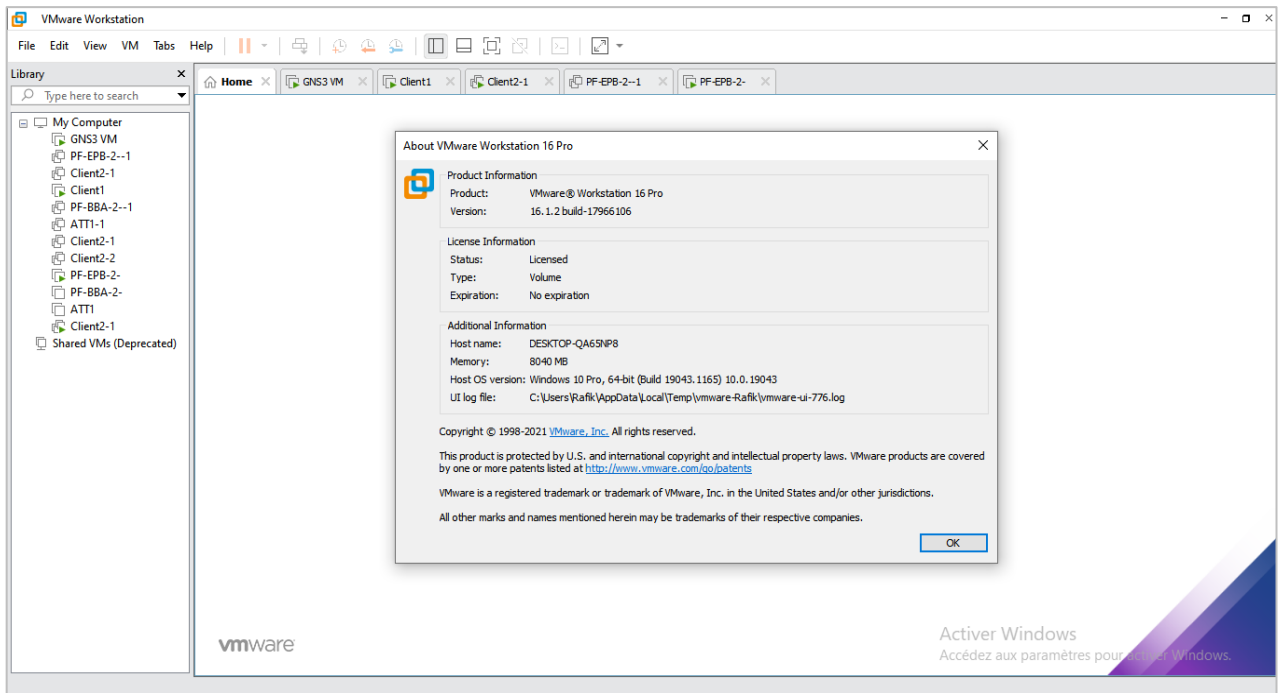 VMware Workstation
File Edit View VM Tabs Help
Library
Type here to search
My Computer
GNS3 VM
PF-EPB-2--1
Client2-1
Client1
PF-BBA-2--1
ATT1-1
Client2-1
Client2-2
PF-EPB-2-
PF-BBA-2-
ATT1
Client2-1
Shared VMs (Deprecated)
Home GNS3 VM Client1 Client2-1 PF-EPB-2--1 PF-EPB-2-
About VMware Workstation 16 Pro
Product Information
Product: VMware® Workstation 16 Pro
Version: 16.1.2 build-17966106
License Information
Status: Licensed
Type: Volume
Expiration: No expiration
Additional Information
Host name: DESKTOP-QA65NP8
Memory: 8040 MB
Host OS version: Windows 10 Pro, 64-bit (Build 19043.1165) 10.0.19043
UI log file: C:\Users\Rafik\AppData\Local\Temp\vmware-Rafik\vmware-ui-776.log
Copyright © 1998-2021 VMware, Inc. All rights reserved.
This product is protected by U.S. and international copyright and intellectual property laws. VMware products are covered
by one or more patents listed at http://www.vmware.com/go/patents
VMware is a registered trademark or trademark of VMware, Inc. in the United States and/or other jurisdictions.
All other marks and names mentioned herein may be trademarks of their respective companies.
OK
vmware
Activer Windows
Accédez aux paramètres pour activer Windows.